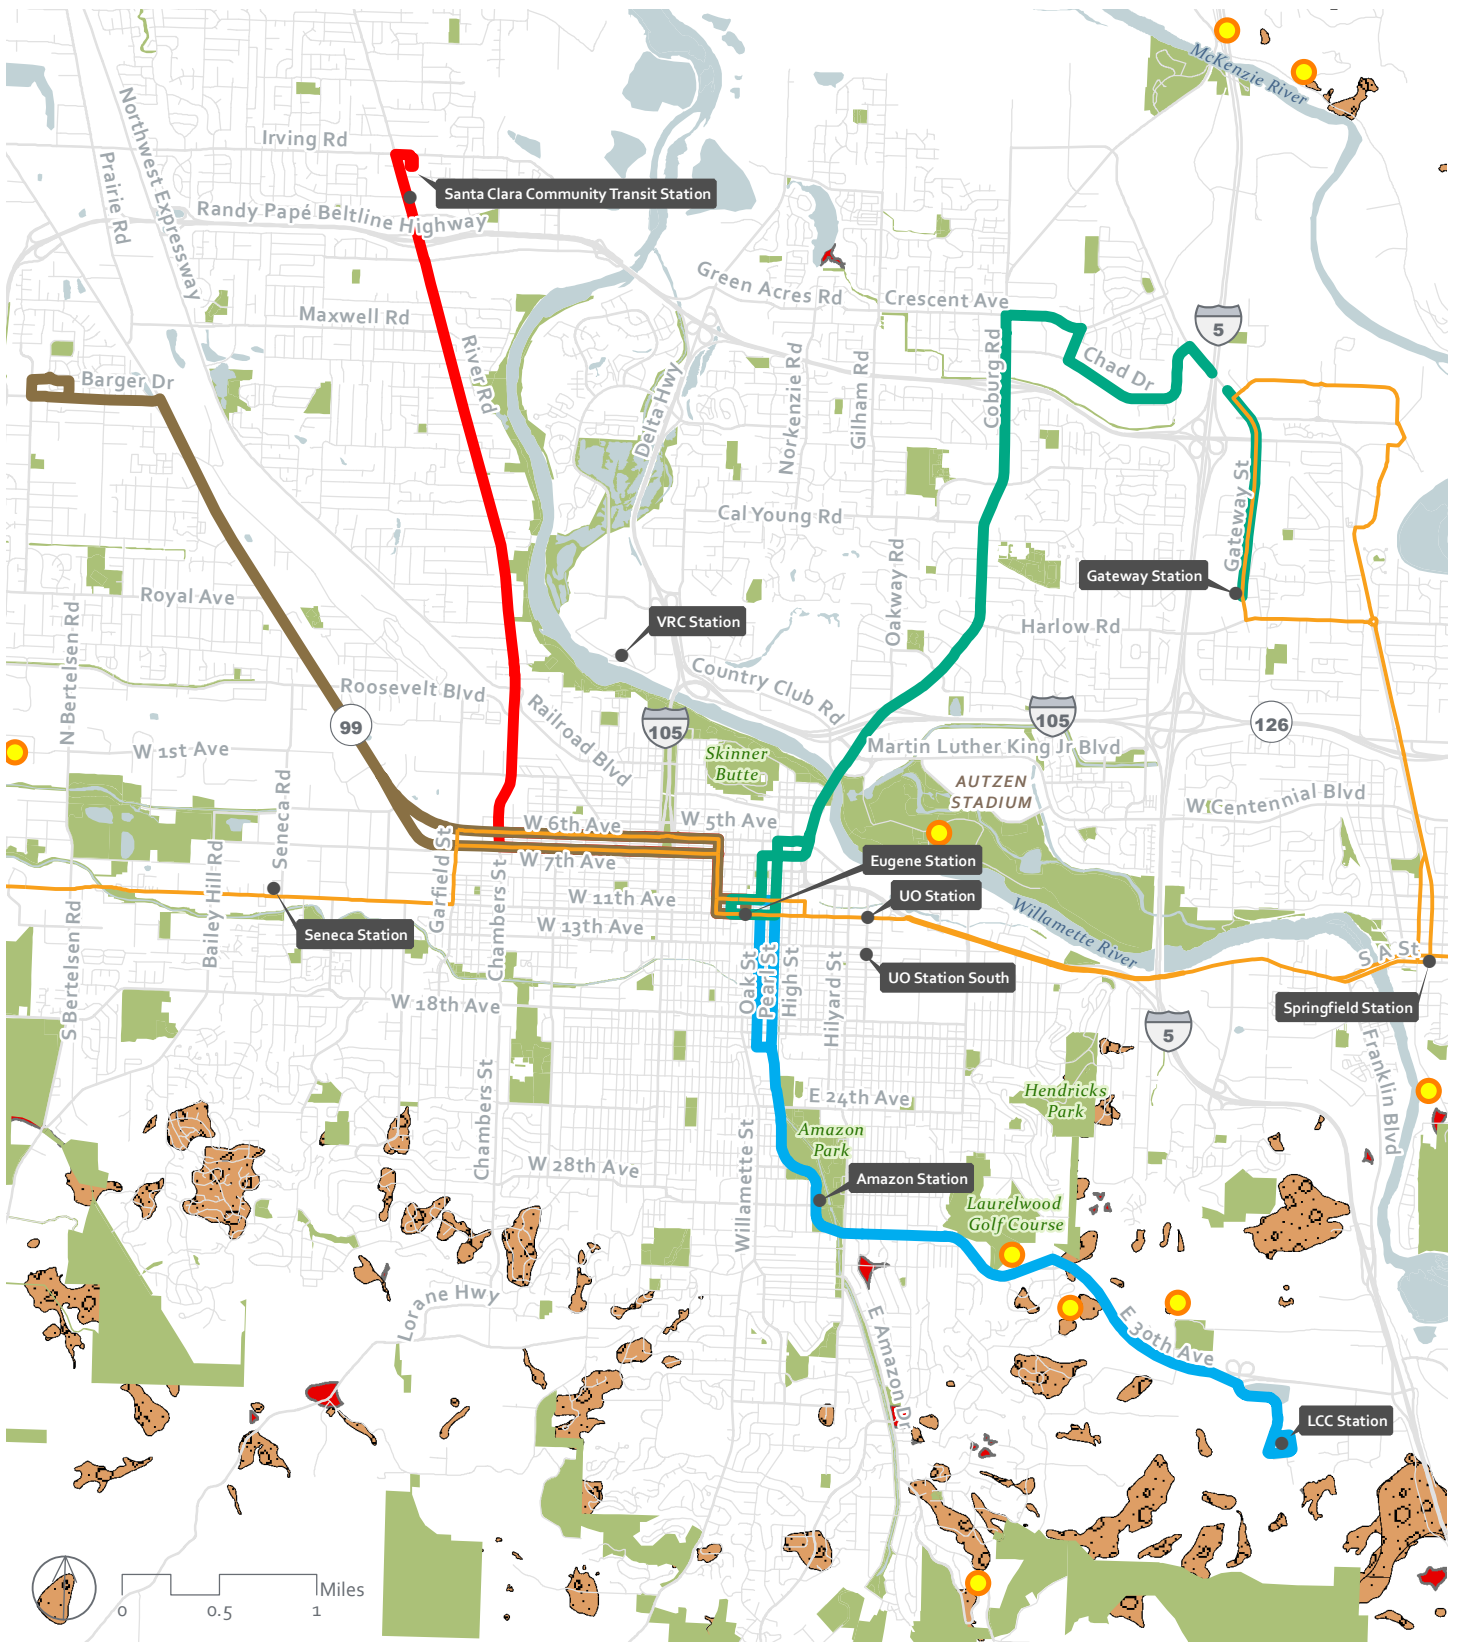 McKenzie River
Northwest Expressway
Prairie Rd
Irving Rd
Santa Clara Community Transit Station
Randy Papé Beltline Highway
Green Acres Rd
Crescent Ave
Maxwell Rd
5
River Rd
Coburg Rd
Chad Dr
Barger Dr
Delta Hwy
Norkenzie Rd
Gilham Rd
Gateway St
Cal Young Rd
Oakway Rd
Gateway Station
Royal Ave
VRC Station
Harlow Rd
N Bertelsen Rd
Roosevelt Blvd
Country Club Rd
99
Railroad Blvd
105
105
126
W 1st Ave
Skinner
Butte
Martin Luther King Jr Blvd
AUTZEN
STADIUM
W Centennial Blvd
Seneca Rd
W 6th Ave
W 5th Ave
W 7th Ave
Eugene Station
Garfield St
Bailey Hill Rd
Chambers St
W 11th Ave
UO Station
S Bertelsen Rd
Seneca Station
W 13th Ave
Willamette River
S A St
Oak St
Pearl St
High St
Hilyard St
UO Station South
W 18th Ave
Springfield Station
5
Franklin Blvd
Chambers St
E 24th Ave
Hendricks
Park
Amazon
Park
Willamette St
W 28th Ave
Amazon Station
Laurelwood
Golf Course
Lorane Hwy
E Amazon Dr
E 30th Ave
LCC Station
Miles
0 0.5 1